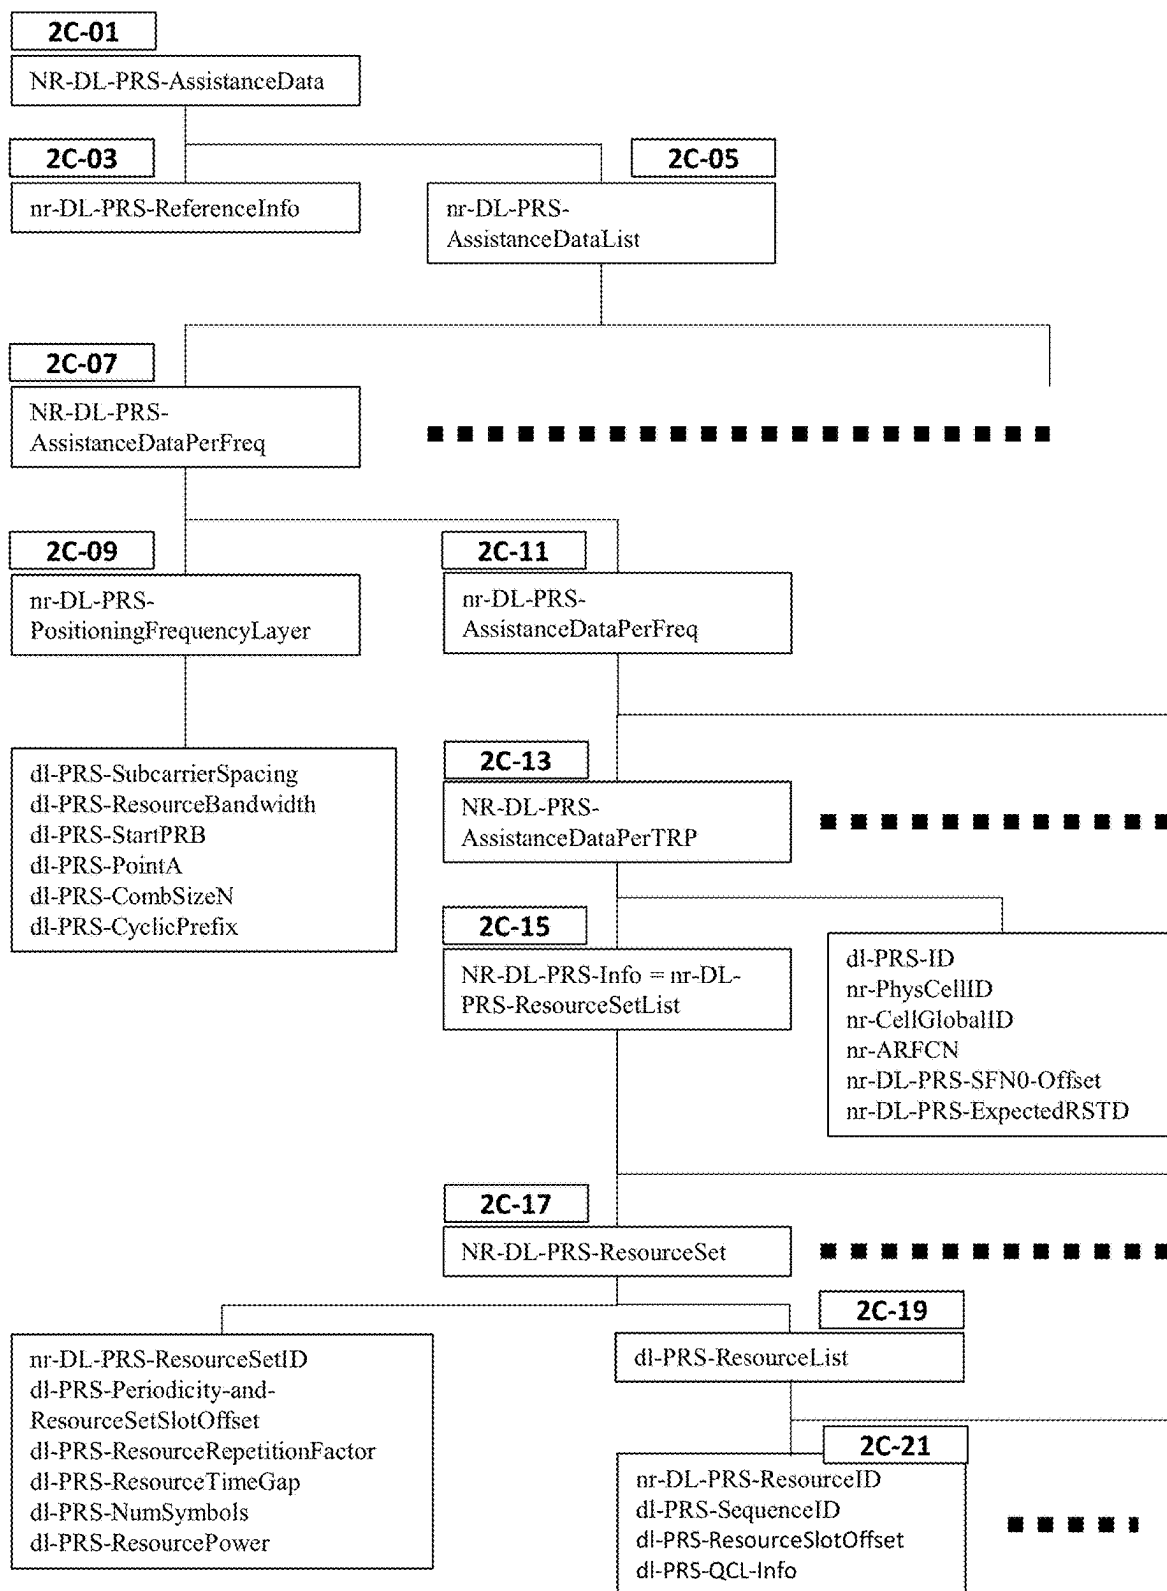 2C-01
NR-DL-PRS-AssistanceData
2C-03
nr-DL-PRS-ReferenceInfo
2C-05
nr-DL-PRS-
AssistanceDataList
2C-07
NR-DL-PRS-
AssistanceDataPerFreq
2C-09
nr-DL-PRS-
PositioningFrequencyLayer
2C-11
nr-DL-PRS-
AssistanceDataPerFreq
dl-PRS-SubcarrierSpacing
dl-PRS-ResourceBandwidth
dl-PRS-StartPRB
dl-PRS-PointA
dl-PRS-CombSizeN
dl-PRS-CyclicPrefix
2C-13
NR-DL-PRS-
AssistanceDataPerTRP
2C-15
NR-DL-PRS-Info = nr-DL-
PRS-ResourceSetList
dl-PRS-ID
nr-PhysCellID
nr-CellGlobalID
nr-ARFCN
nr-DL-PRS-SFN0-Offset
nr-DL-PRS-ExpectedRSTD
2C-17
NR-DL-PRS-ResourceSet
nr-DL-PRS-ResourceSetID
dl-PRS-Periodicity-and-
ResourceSetSlotOffset
dl-PRS-ResourceRepetitionFactor
dl-PRS-ResourceTimeGap
dl-PRS-NumSymbols
dl-PRS-ResourcePower
2C-19
dl-PRS-ResourceList
2C-21
nr-DL-PRS-ResourceID
dl-PRS-SequenceID
dl-PRS-ResourceSlotOffset
dl-PRS-QCL-Info